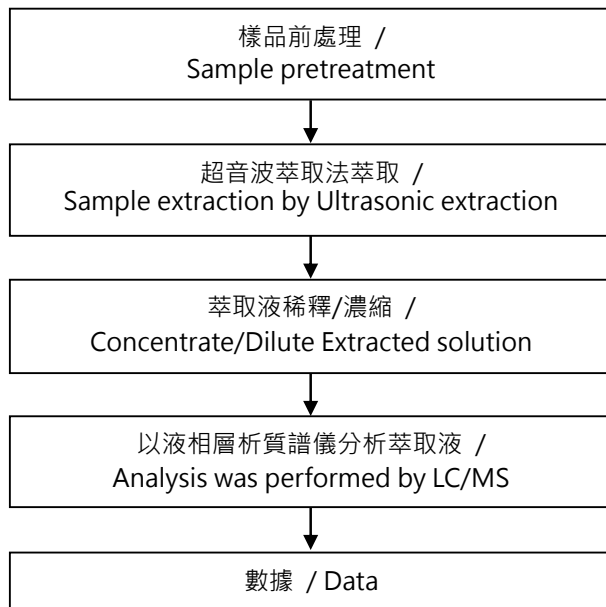 樣品前處理 /
Sample pretreatment
超音波萃取法萃取 /
Sample extraction by Ultrasonic extraction
萃取液稀釋/濃縮 /
Concentrate/Dilute Extracted solution
以液相層析質譜儀分析萃取液 /
Analysis was performed by LC/MS
數據 / Data